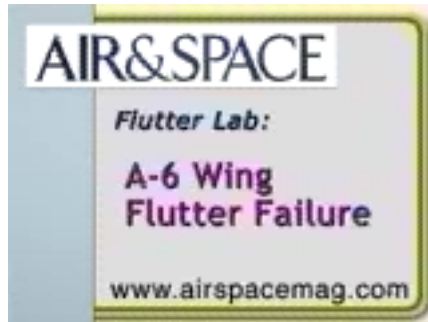 AIR&SPACE
Flutter Lab:
A-6 Wing
Flutter Failure
www.airspacemag.com